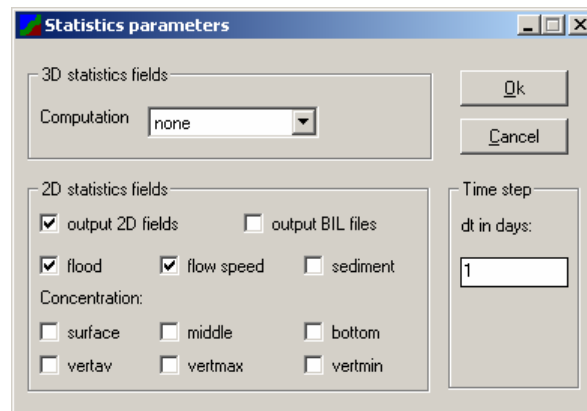 Statistics parameters
3D statistics fields
Computation none
Ok
Cancel
2D statistics fields
output 2D fields output BIL files
flood flow speed sediment
Concentration:
surface middle bottom
vertav vertmax vertmin
Time step
dt in days:
1